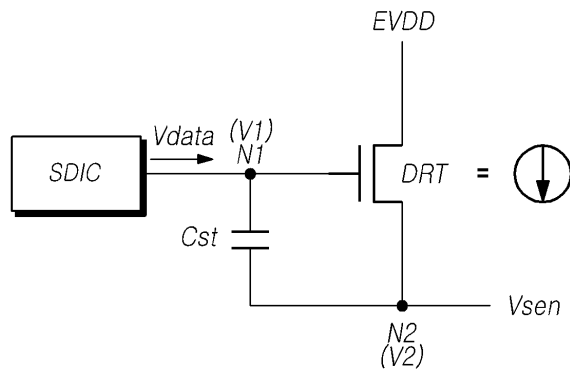 EVDD
Vdata
(V1)
N1
SDIC
DRT
=
Cst
Vsen
N2
(V2)